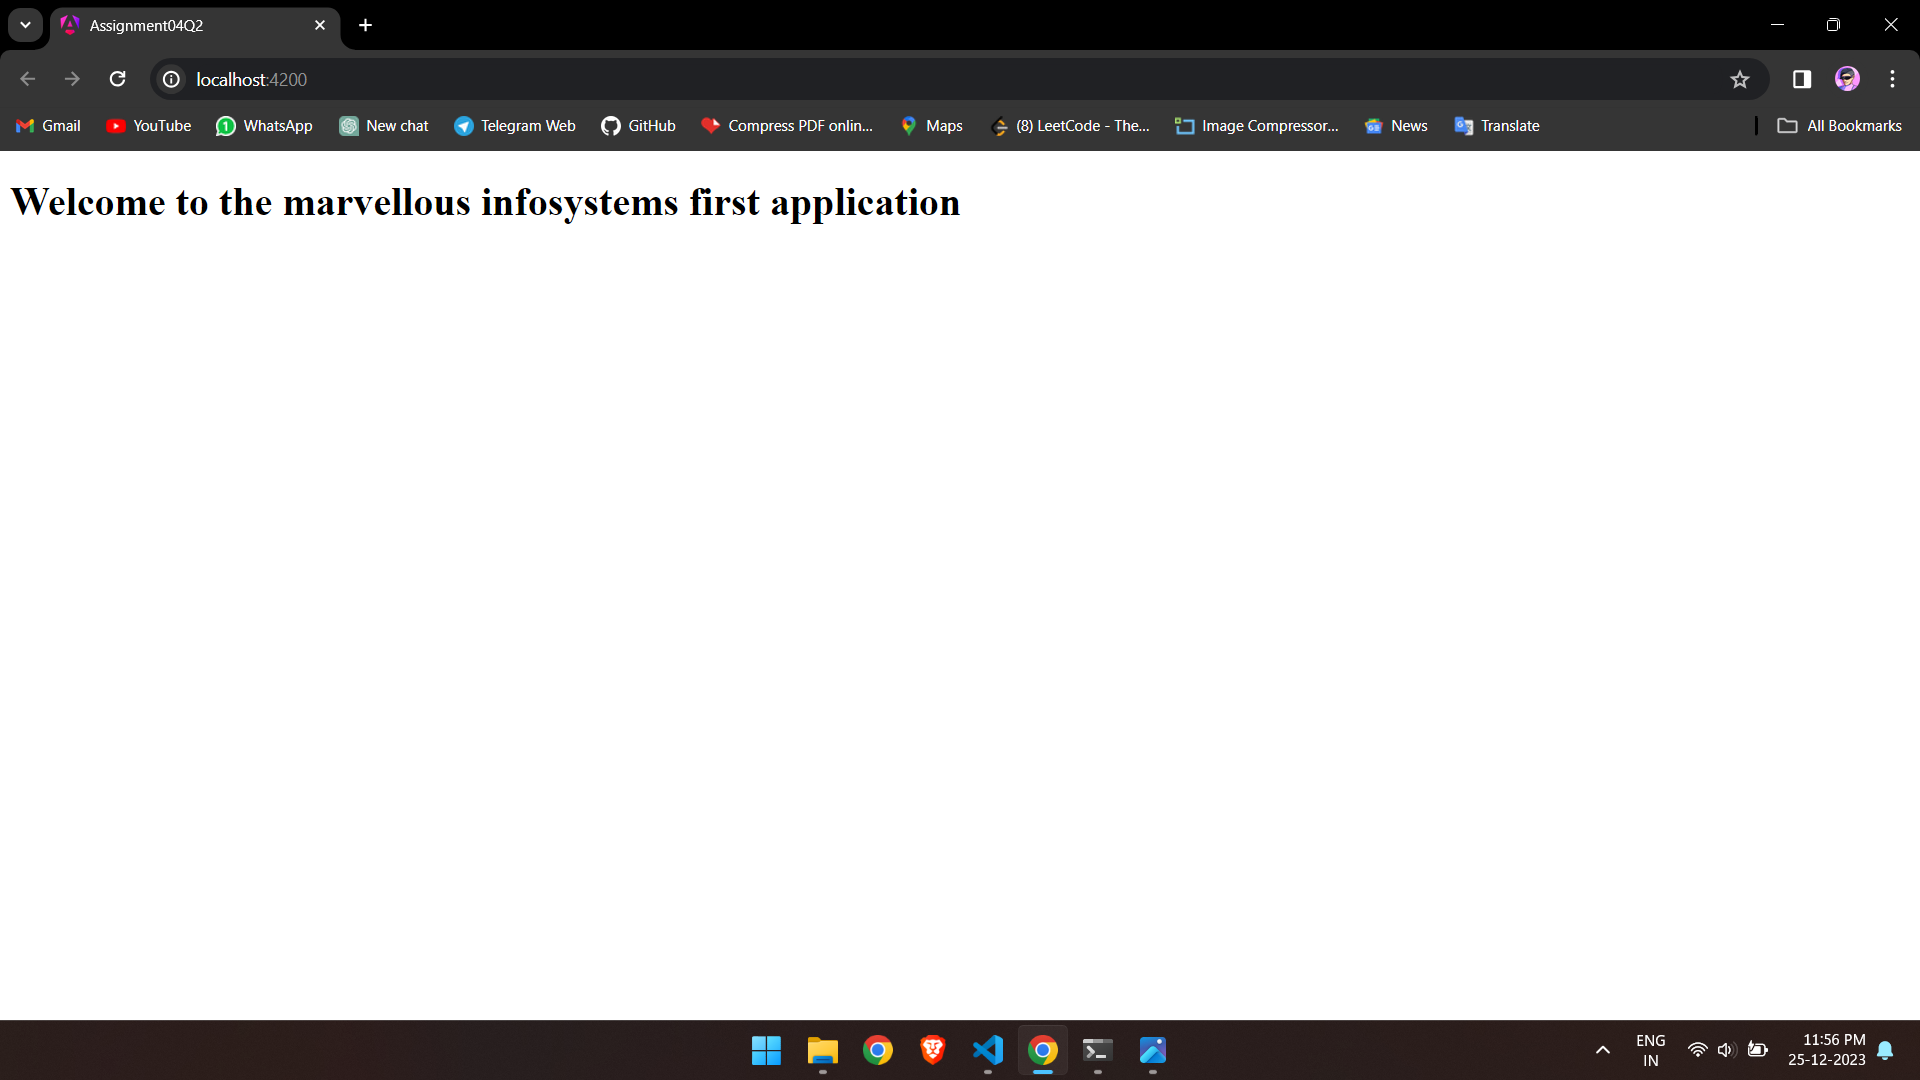 Assignment04Q2
localhost:4200
Gmail YouTube WhatsApp New chat Telegram Web GitHub Compress PDF onlin... Maps (8) LeetCode - The... Image Compressor... News Translate All Bookmarks
Welcome to the marvellous infosystems first application
ENG
IN
11:56 PM
25-12-2023